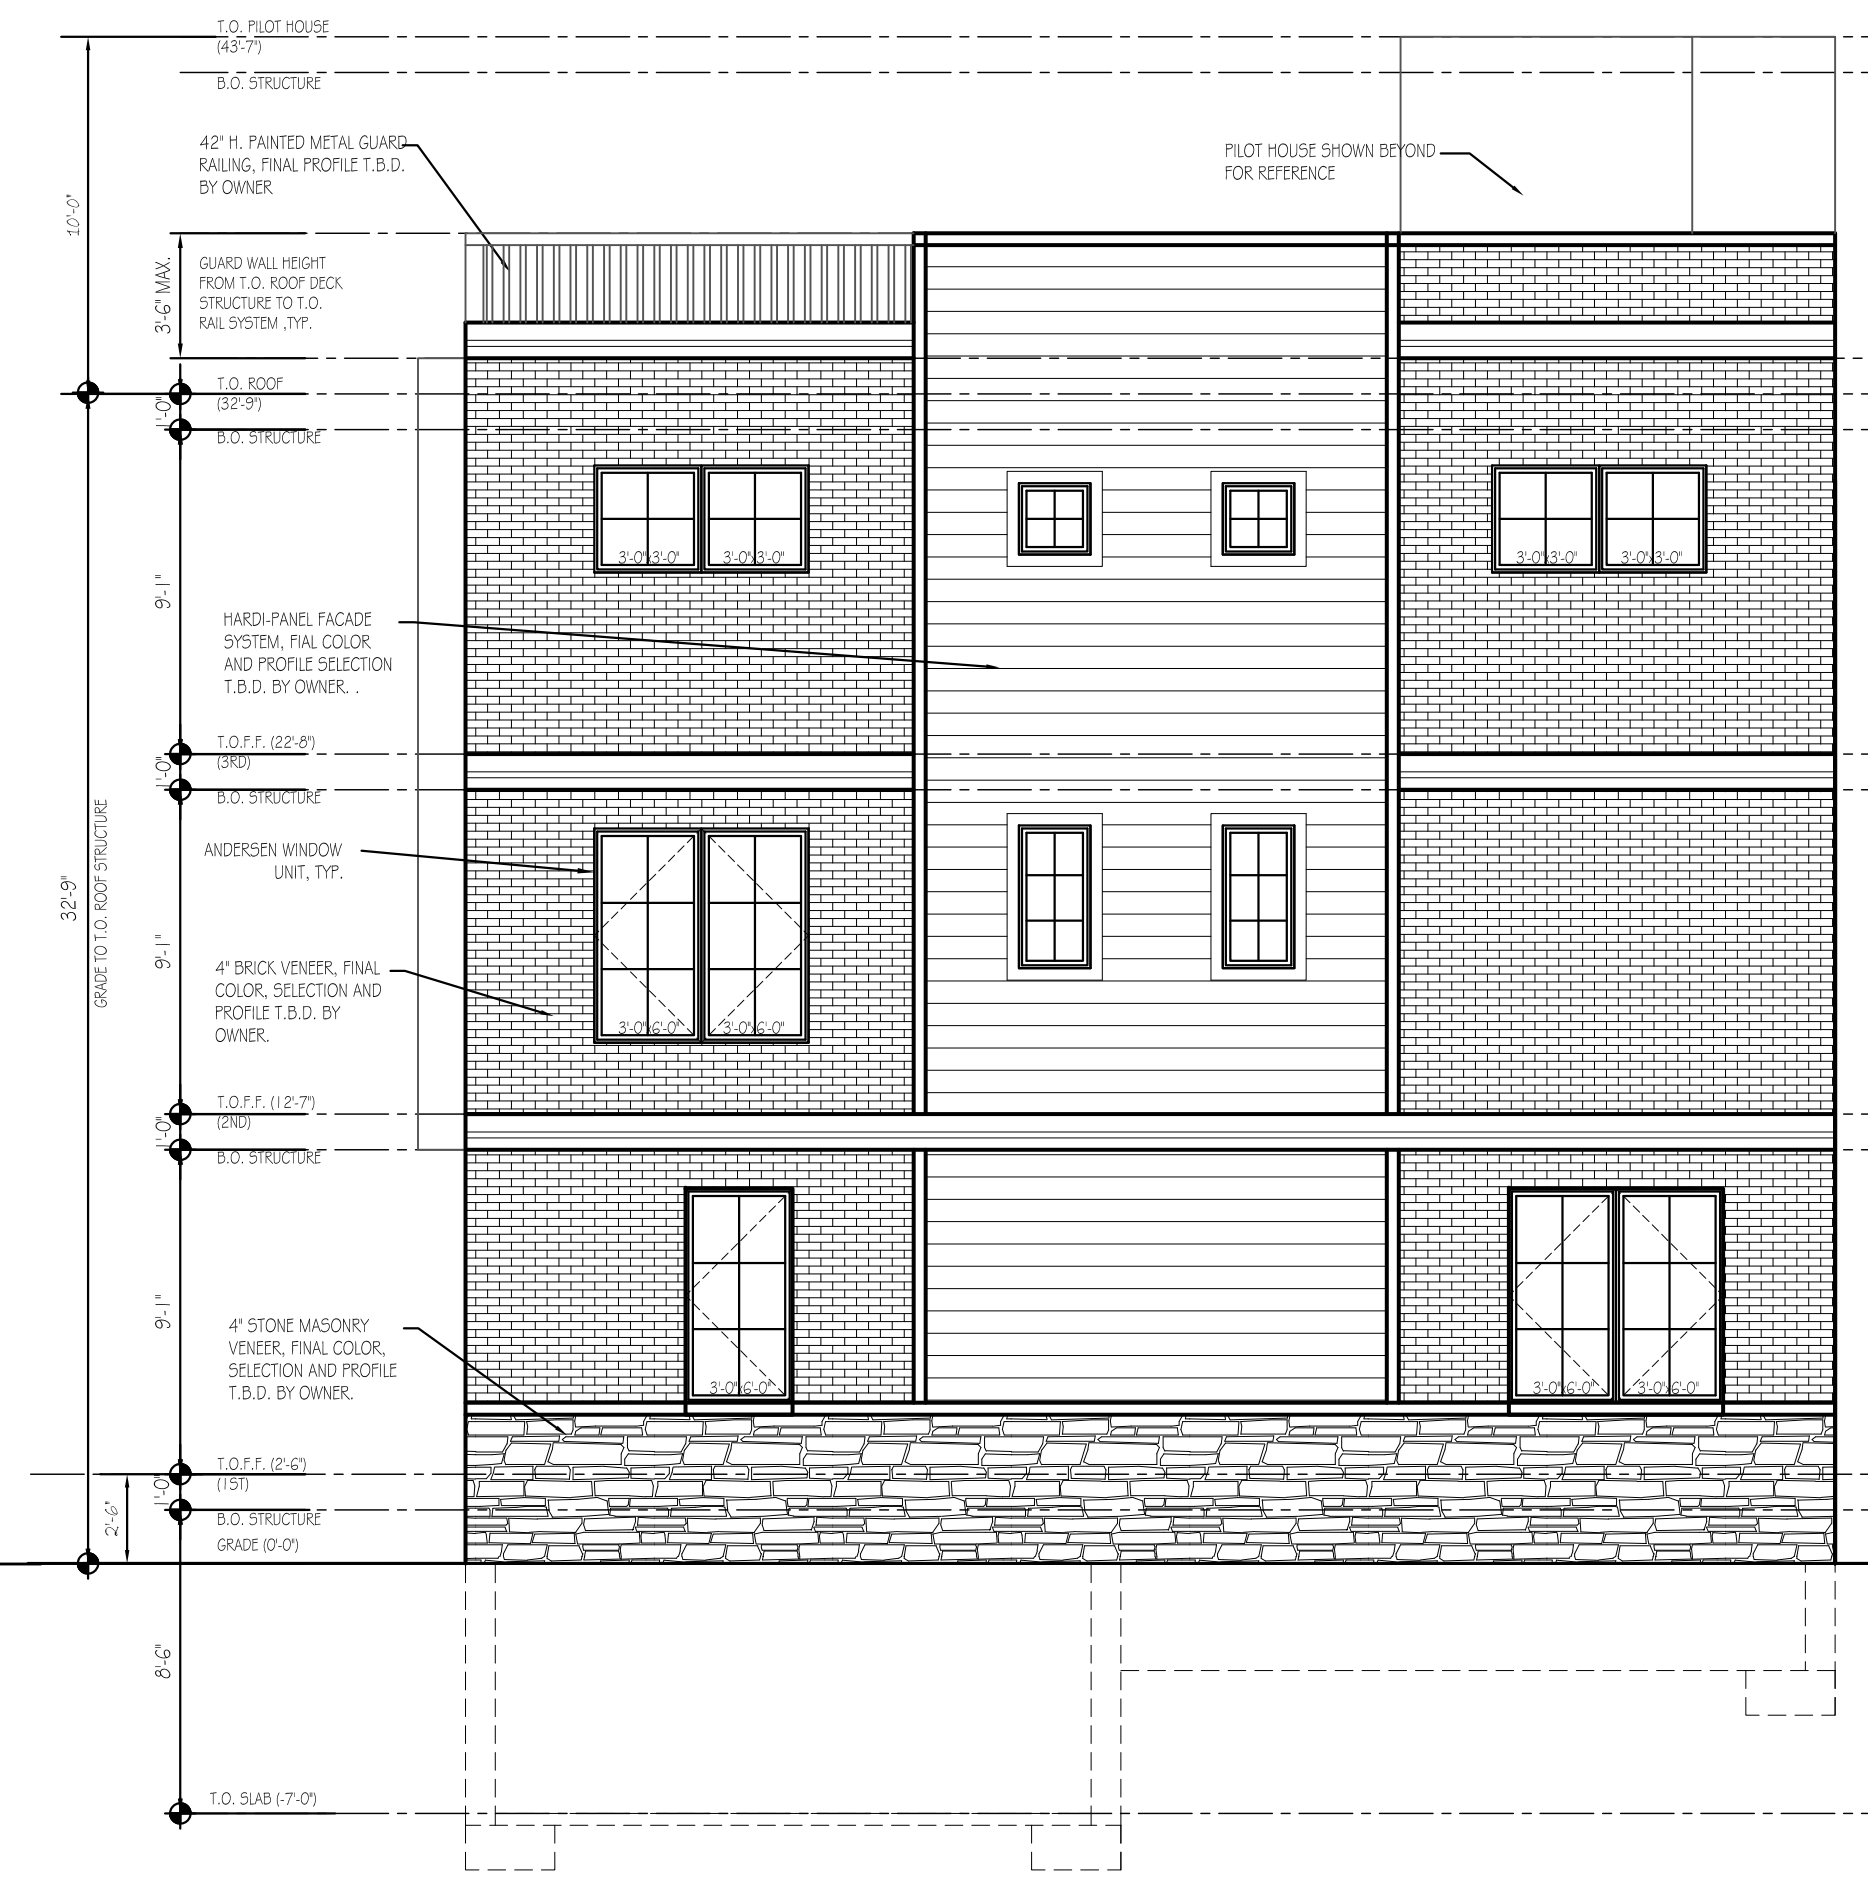 T.O. PILOT HOUSE
(43'-7")
B.O. STRUCTURE
42" H. PAINTED METAL GUARD
RAILING, FINAL PROFILE T.B.D.
BY OWNER
PILOT HOUSE SHOWN BEYOND
FOR REFERENCE
10'-0"
3'-6" MAX.
GUARD WALL HEIGHT
FROM T.O. ROOF DECK
STRUCTURE TO T.O.
RAIL SYSTEM ,TYP.
T.O. ROOF
(32'-9")
1'-0"
B.O. STRUCTURE
3'-0"x3'-0"
3'-0"x3'-0"
3'-0"x3'-0"
3'-0"x3'-0"
9'-1"
HARDI-PANEL FACADE
SYSTEM, FIAL COLOR
AND PROFILE SELECTION
T.B.D. BY OWNER. .
T.O.F.F. (22'-8")
(3RD)
1'-0"
B.O. STRUCTURE
32'-9"
GRADE TO T.O. ROOF STRUCTURE
ANDERSEN WINDOW
UNIT, TYP.
9'-1"
4" BRICK VENEER, FINAL
COLOR, SELECTION AND
PROFILE T.B.D. BY
OWNER.
3'-0"x6'-0"
3'-0"x6'-0"
T.O.F.F. (12'-7")
(2ND)
1'-0"
B.O. STRUCTURE
9'-1"
4" STONE MASONRY
VENEER, FINAL COLOR,
SELECTION AND PROFILE
T.B.D. BY OWNER.
3'-0"x6'-0"
3'-0"x6'-0"
3'-0"x6'-0"
T.O.F.F. (2'-6")
(1ST)
1'-0"
2'-6"
B.O. STRUCTURE
GRADE (0'-0")
8'-6"
T.O. SLAB (-7'-0")